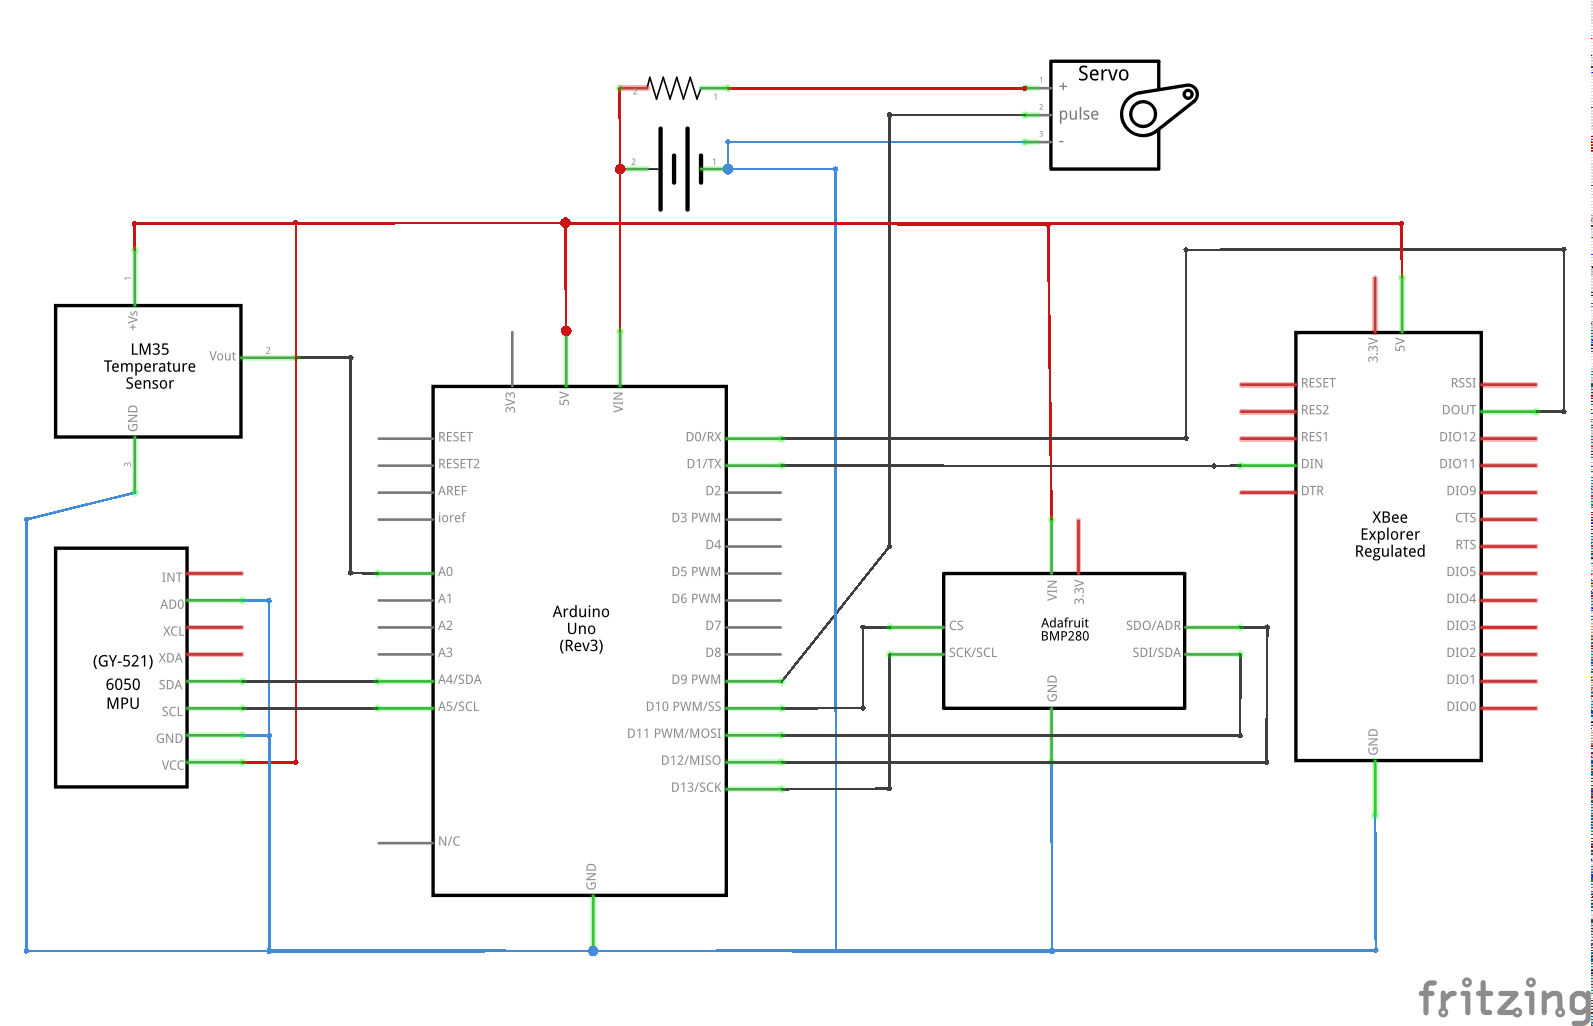 Servo
1
+
2
pulse
3
-
2
1
2
1
1
+Vs
LM35
Temperature
Sensor
Vout
2
GND
3
3V3
5V
VIN
RESET
RESET2
AREF
ioref
A0
A1
A2
A3
A4/SDA
A5/SCL
N/C
Arduino
Uno
(Rev3)
D0/RX
D1/TX
D2
D3 PWM
D4
D5 PWM
D6 PWM
D7
D8
D9 PWM
D10 PWM/SS
D11 PWM/MOSI
D12/MISO
D13/SCK
GND
INT
AD0
XCL
XDA
SDA
SCL
GND
VCC
(GY-521)
6050
MPU
VIN
3.3V
CS
SCK/SCL
Adafruit
BMP280
SDO/ADR
SDI/SDA
GND
3.3V
5V
RESET
RES2
RES1
DIN
DTR
XBee
Explorer
Regulated
RSSI
DOUT
DIO12
DIO11
DIO9
CTS
RTS
DIO5
DIO4
DIO3
DIO2
DIO1
DIO0
GND
fritzing